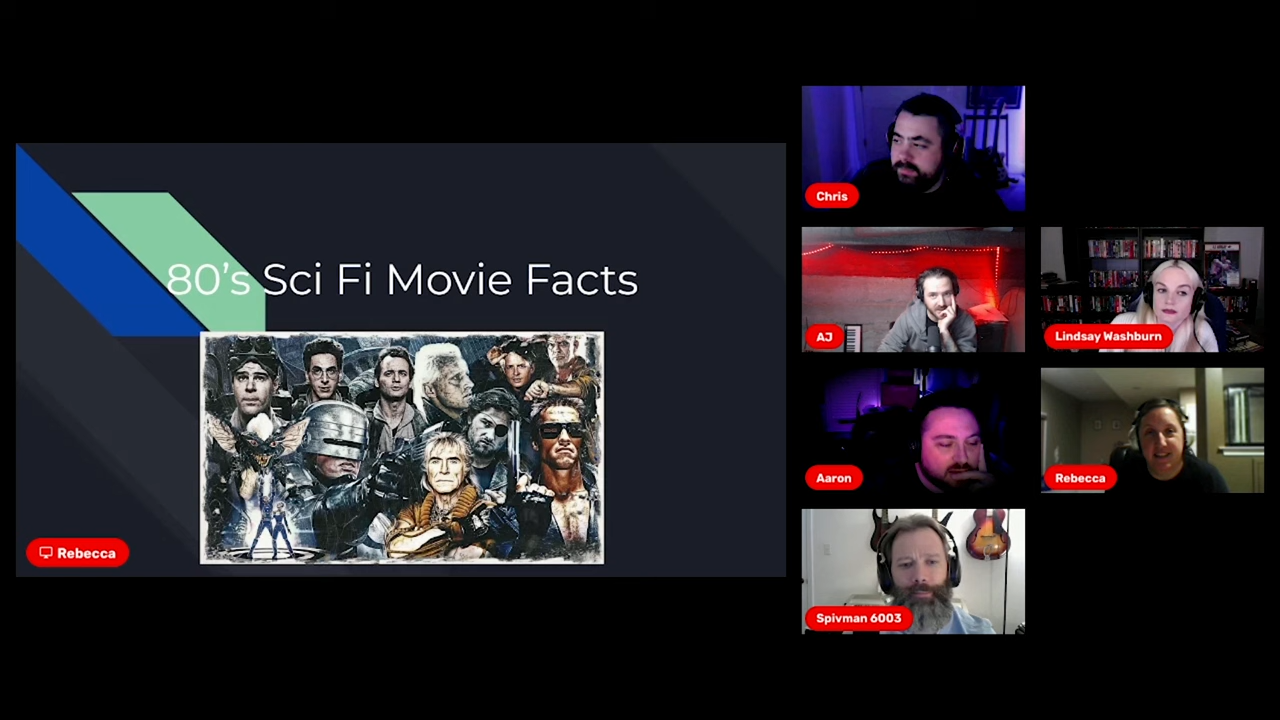 80's Sci Fi Movie Facts
Rebecca
Chris
AJ
Lindsay Washburn
Aaron
Rebecca
Spivman 6003